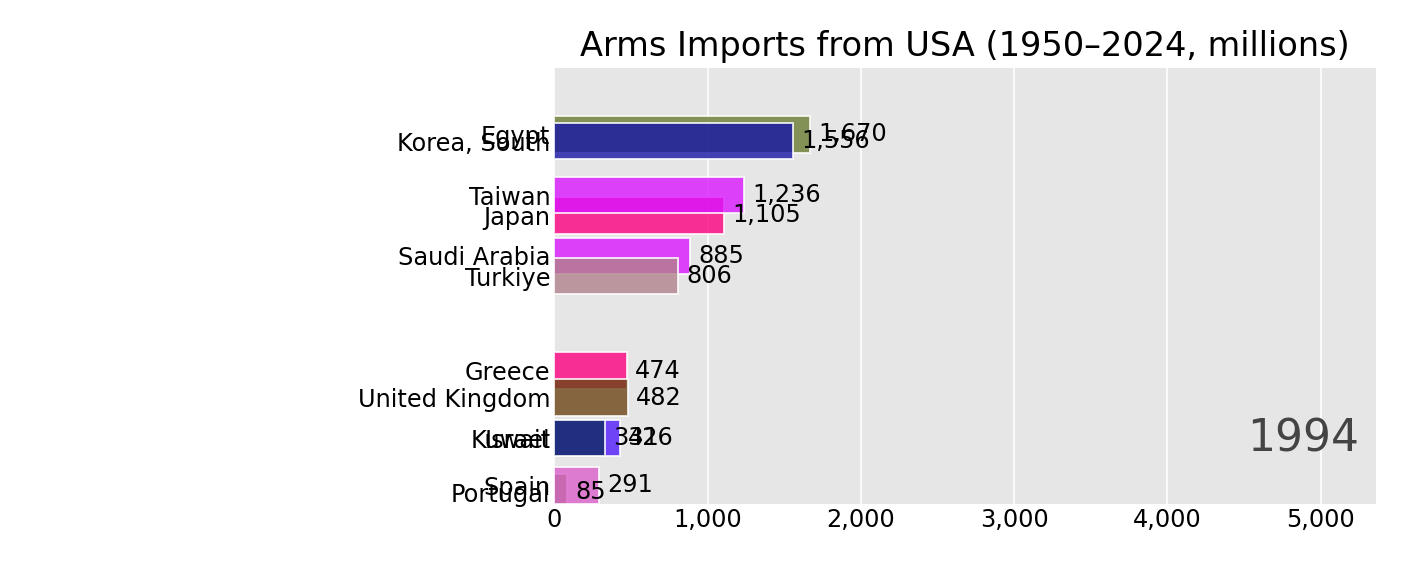 Arms Imports from USA (1950–2024, millions)
Egypt 1,670
Korea, South 1,556
Taiwan 1,236
Japan 1,105
Saudi Arabia 885
Turkiye 806
Greece 474
United Kingdom 482
Kuwait
Israel 426
1994
Spain 291
Portugal 85
0 1,000 2,000 3,000 4,000 5,000